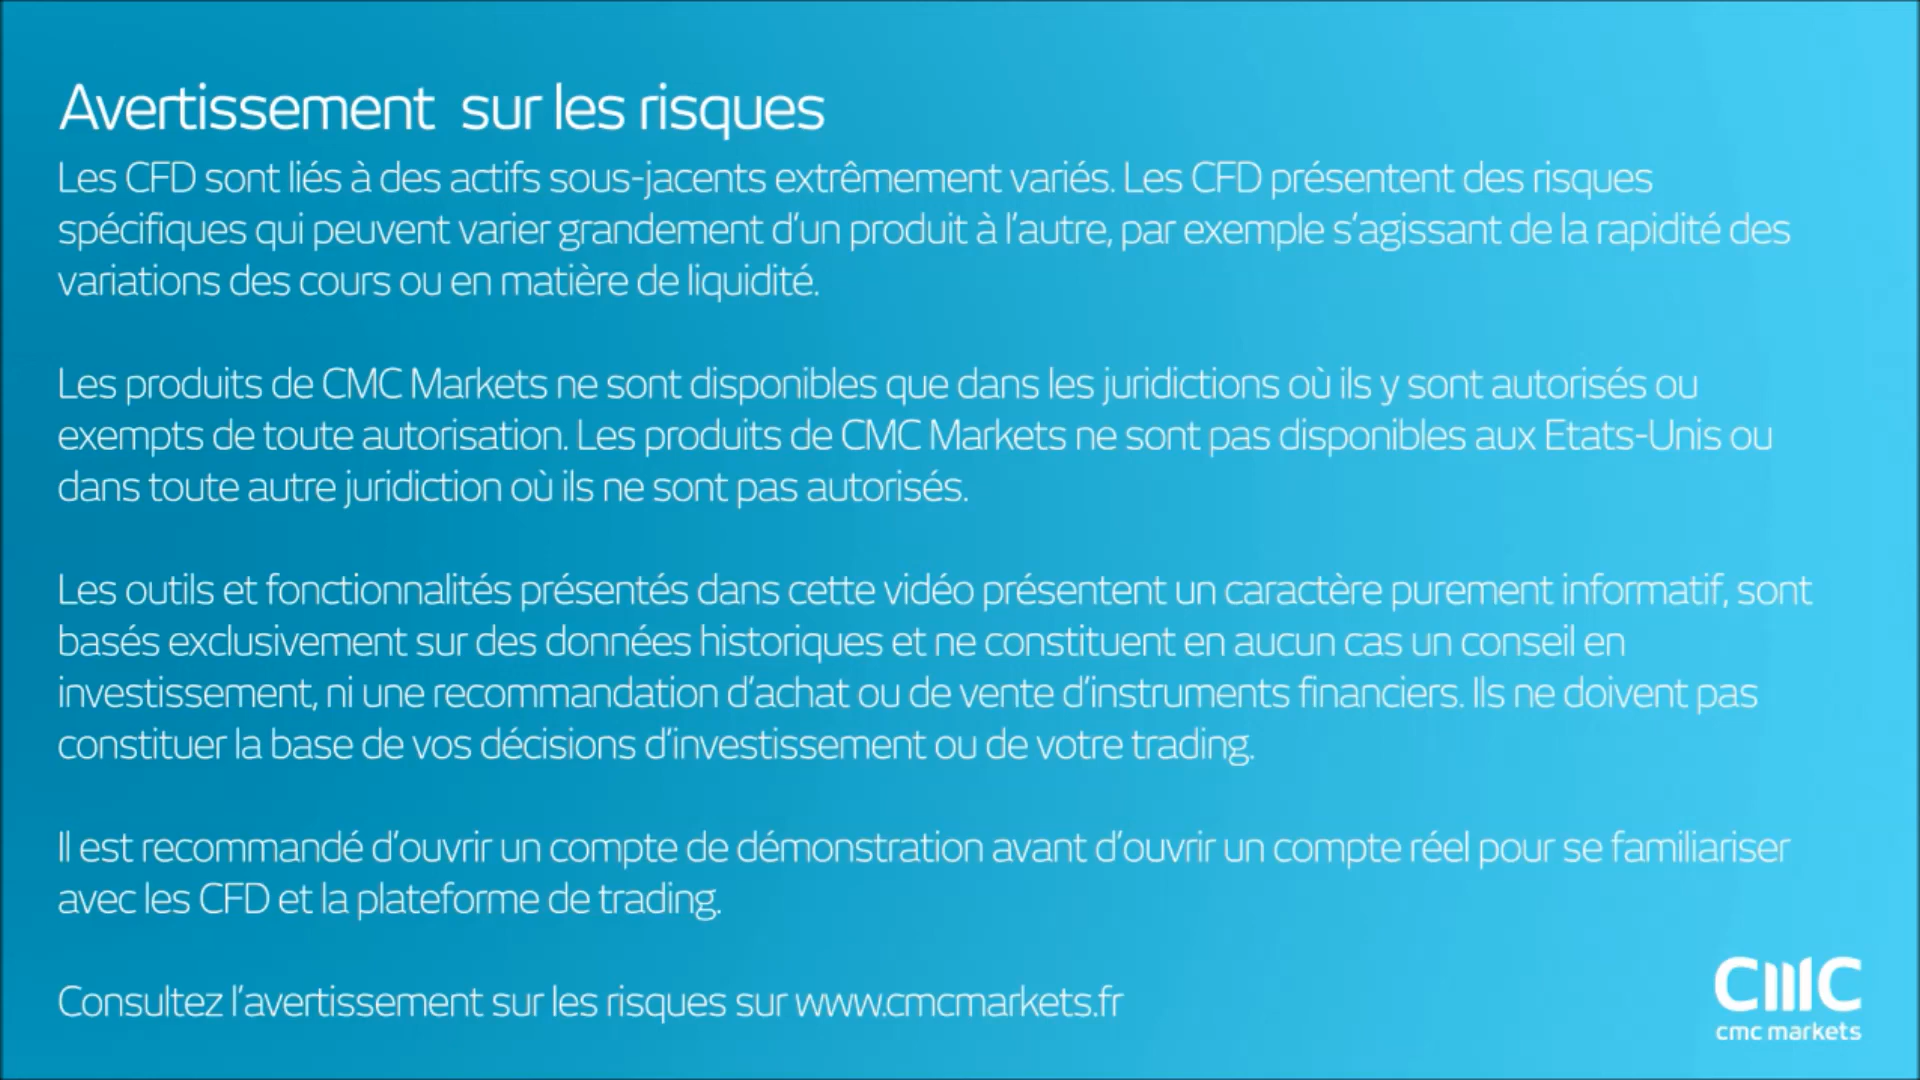 Avertissement sur les risques
Les CFD sont liés à des actifs sous-jacents extrêmement variés. Les CFD présentent des risques
spécifiques qui peuvent varier grandement d’un produit à l’autre, par exemple s’agissant de la rapidité des
variations des cours ou en matière de liquidité.
Les produits de CMC Markets ne sont disponibles que dans les juridictions où ils y sont autorisés ou
exempts de toute autorisation. Les produits de CMC Markets ne sont pas disponibles aux Etats-Unis ou
dans toute autre juridiction où ils ne sont pas autorisés.
Les outils et fonctionnalités présentés dans cette vidéo présentent un caractère purement informatif, sont
basés exclusivement sur des données historiques et ne constituent en aucun cas un conseil en
investissement, ni une recommandation d’achat ou de vente d’instruments financiers. Ils ne doivent pas
constituer la base de vos décisions d’investissement ou de votre trading.
Il est recommandé d’ouvrir un compte de démonstration avant d’ouvrir un compte réel pour se familiariser
avec les CFD et la plateforme de trading.
Consultez l’avertissement sur les risques sur www.cmcmarkets.fr
CMC
cmc markets